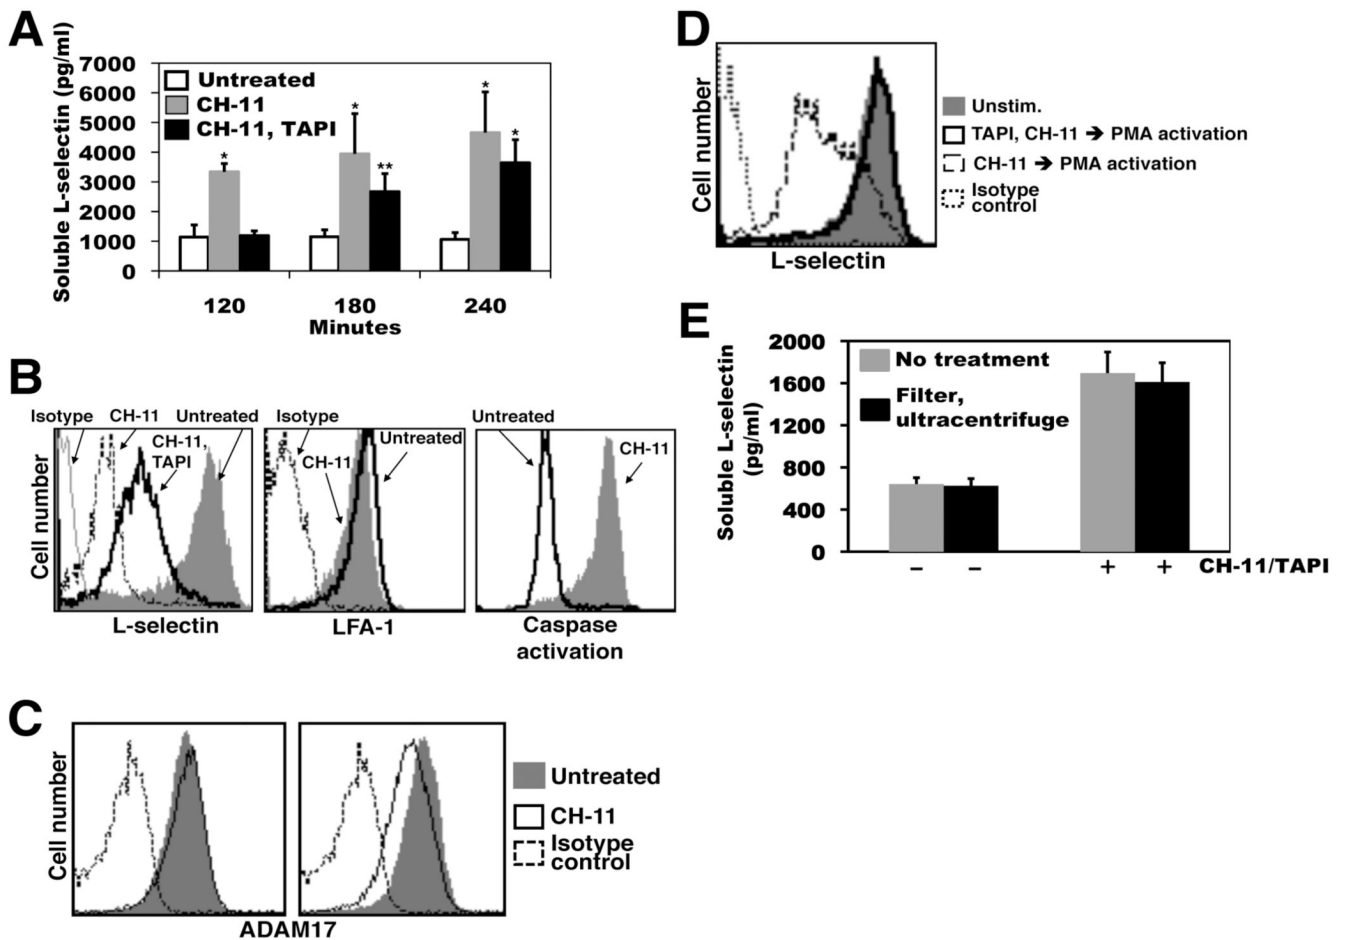 A
Soluble L-selectin (pg/ml)
7000
6000
5000
4000
3000
2000
1000
0
Untreated
CH-11
CH-11, TAPI
*
*
**
*
*
120
180
240
Minutes
B
Isotype
CH-11
Untreated
CH-11,
TAPI
Cell number
L-selectin
Isotype
CH-11
Untreated
LFA-1
Untreated
CH-11
Caspase
activation
C
Cell number
ADAM17
Untreated
CH-11
Isotype
control
D
Cell number
L-selectin
Unstim.
TAPI, CH-11 ➔ PMA activation
CH-11 ➔ PMA activation
Isotype
control
E
Soluble L-selectin
(pg/ml)
2000
1600
1200
800
400
0
No treatment
Filter,
ultracentrifuge
– – + + CH-11/TAPI